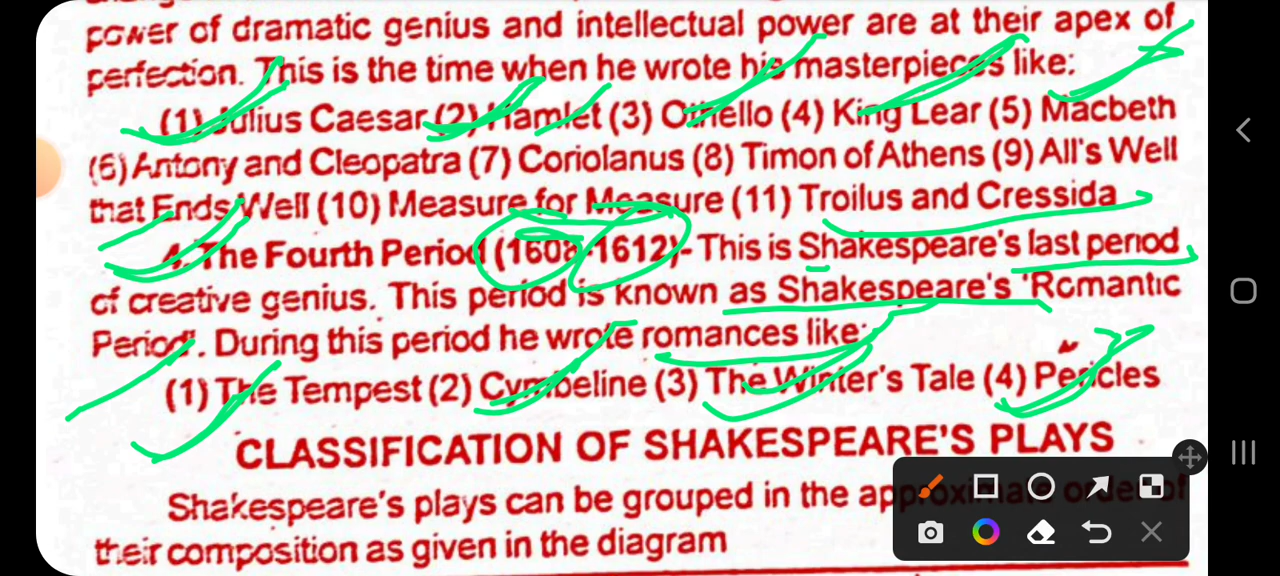 power of dramatic genius and intellectual power are at their apex of
perfection. This is the time when he wrote his masterpieces like:
(1) Julius Caesar (2) Hamlet (3) Othello (4) King Lear (5) Macbeth
(6) Antony and Cleopatra (7) Coriolanus (8) Timon of Athens (9) All's Well
that Ends Well (10) Measure for Measure (11) Troilus and Cressida
4. The Fourth Period (1608-1612)- This is Shakespeare's last period
of creative genius. This period is known as Shakespeare's 'Romantic
Period'. During this period he wrote romances like:
(1) The Tempest (2) Cymbeline (3) The Winter's Tale (4) Pericles
CLASSIFICATION OF SHAKESPEARE'S PLAYS
Shakespeare's plays can be grouped in the approximate order of
their composition as given in the diagram